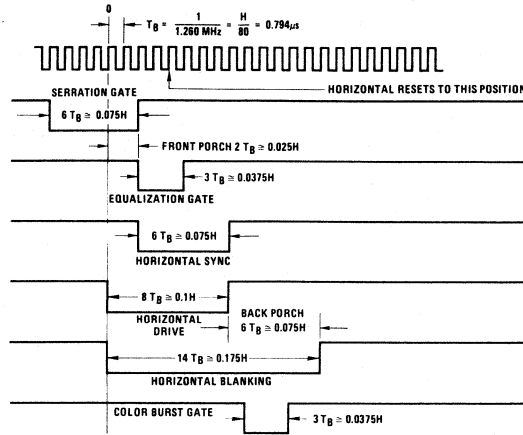 0
T_B = 1/1.260 MHz = H/80 = 0.794μs
HORIZONTAL RESETS TO THIS POSITION
SERRATION GATE
6 T_B ≅ 0.075H
FRONT PORCH 2 T_B ≅ 0.025H
3 T_B ≅ 0.0375H
EQUALIZATION GATE
6 T_B ≅ 0.075H
HORIZONTAL SYNC
8 T_B ≅ 0.1H
HORIZONTAL
DRIVE
BACK PORCH
6 T_B ≅ 0.075H
14 T_B ≅ 0.175H
HORIZONTAL BLANKING
COLOR BURST GATE
3 T_B ≅ 0.0375H